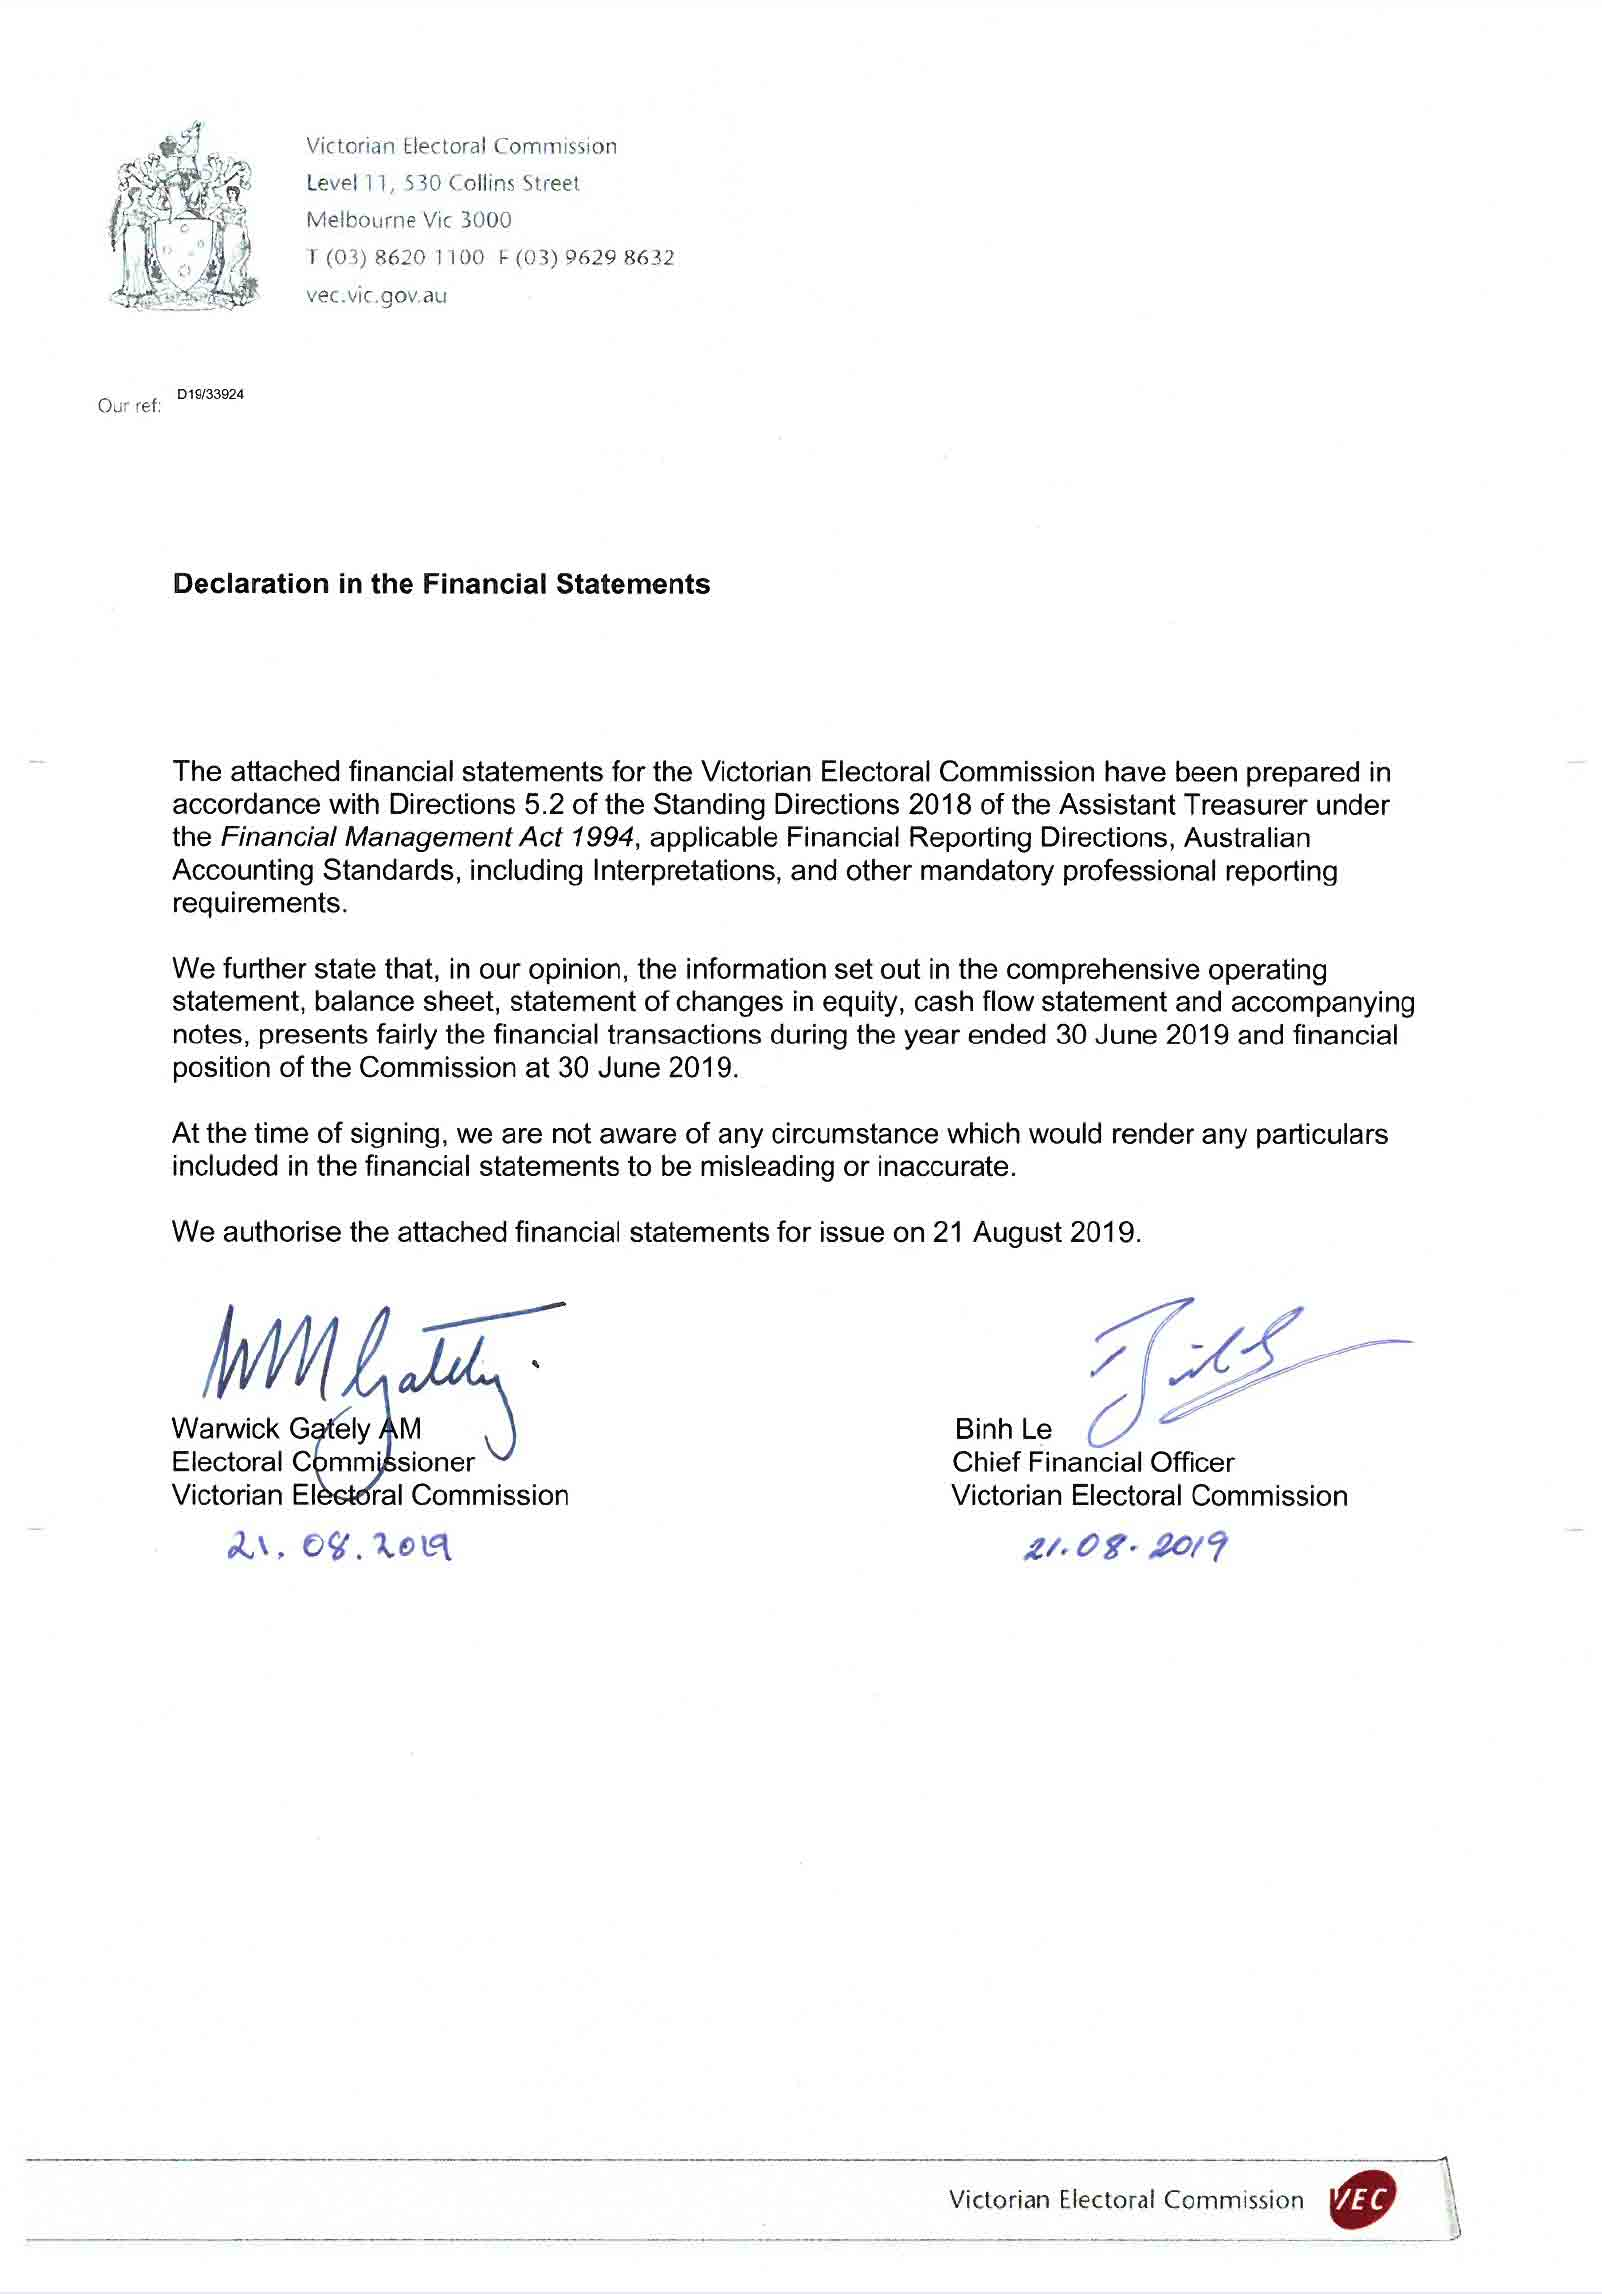 Victorian Electoral Commission
Level 11, 530 Collins Street
Melbourne Vic 3000
T (03) 8620 1100 F (03) 9629 8632
vec.vic.gov.au
Our ref: D19/33924
Declaration in the Financial Statements
The attached financial statements for the Victorian Electoral Commission have been prepared in
accordance with Directions 5.2 of the Standing Directions 2018 of the Assistant Treasurer under
the Financial Management Act 1994, applicable Financial Reporting Directions, Australian
Accounting Standards, including Interpretations, and other mandatory professional reporting
requirements.
We further state that, in our opinion, the information set out in the comprehensive operating
statement, balance sheet, statement of changes in equity, cash flow statement and accompanying
notes, presents fairly the financial transactions during the year ended 30 June 2019 and financial
position of the Commission at 30 June 2019.
At the time of signing, we are not aware of any circumstance which would render any particulars
included in the financial statements to be misleading or inaccurate.
We authorise the attached financial statements for issue on 21 August 2019.
Warwick Gately AM
Electoral Commissioner
Victorian Electoral Commission
21.08.2019
Binh Le
Chief Financial Officer
Victorian Electoral Commission
21.08.2019
Victorian Electoral Commission VEC